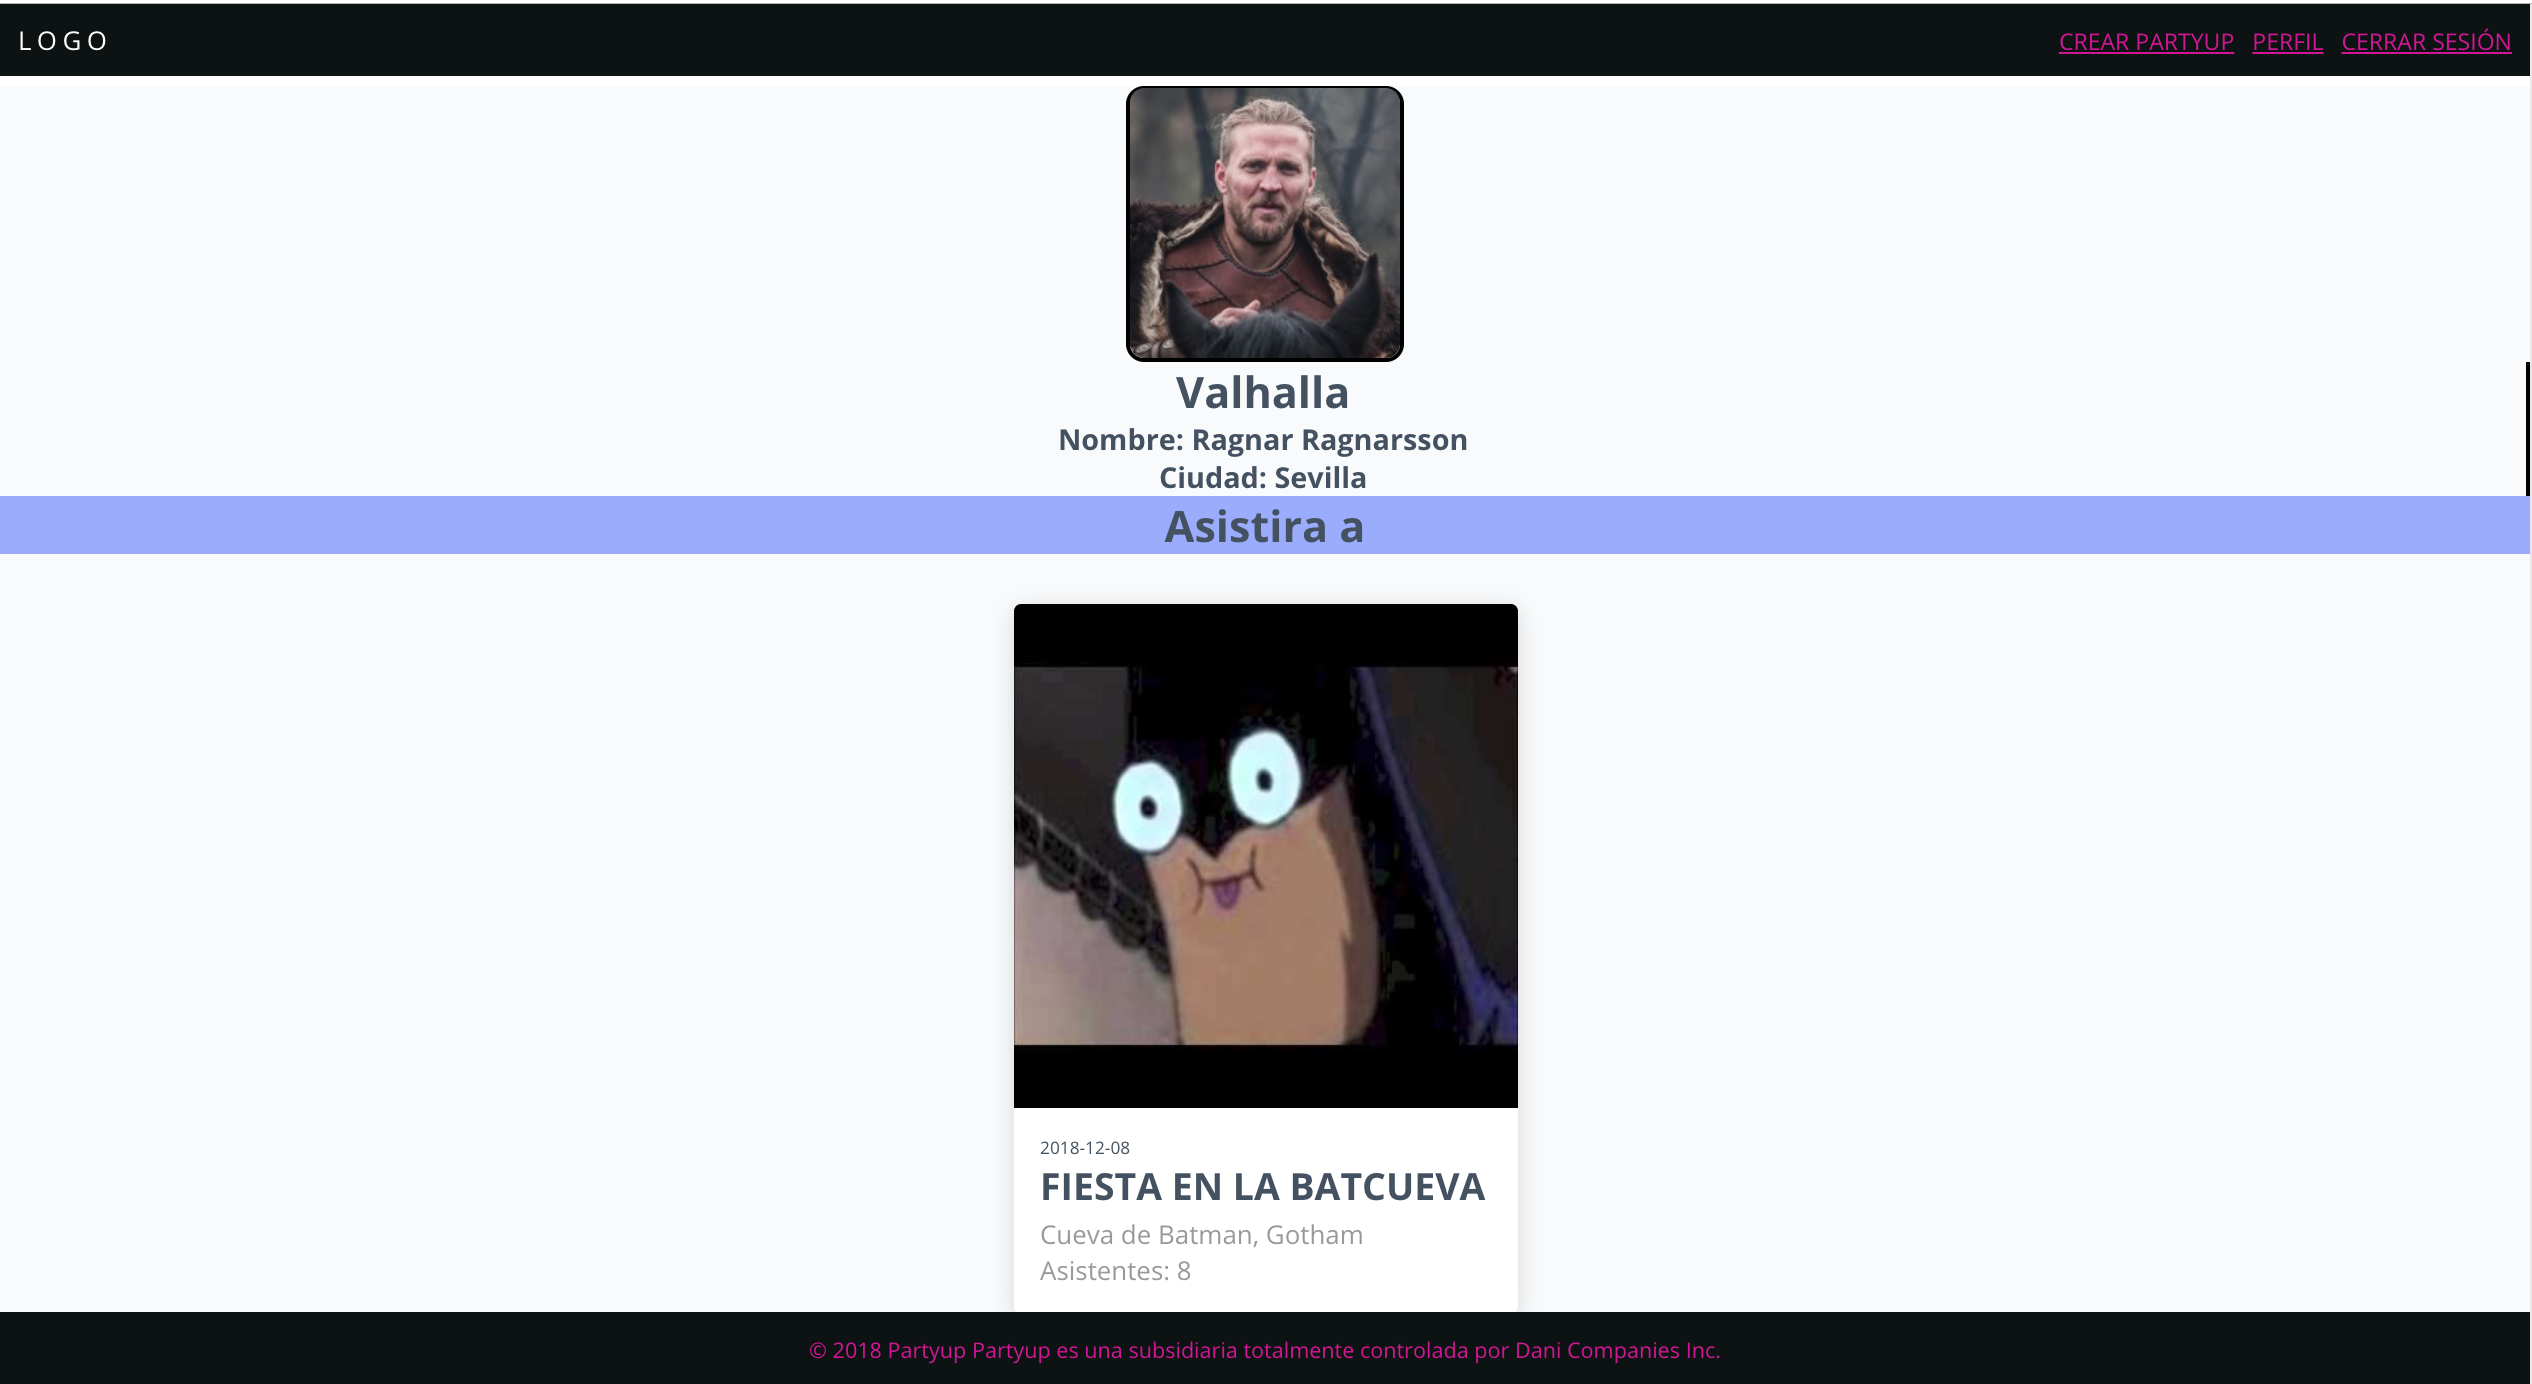 LOGO
CREAR PARTYUP PERFIL CERRAR SESIÓN
Valhalla
Nombre: Ragnar Ragnarsson
Ciudad: Sevilla
Asistira a
2018-12-08
FIESTA EN LA BATCUEVA
Cueva de Batman, Gotham
Asistentes: 8
© 2018 Partyup Partyup es una subsidiaria totalmente controlada por Dani Companies Inc.